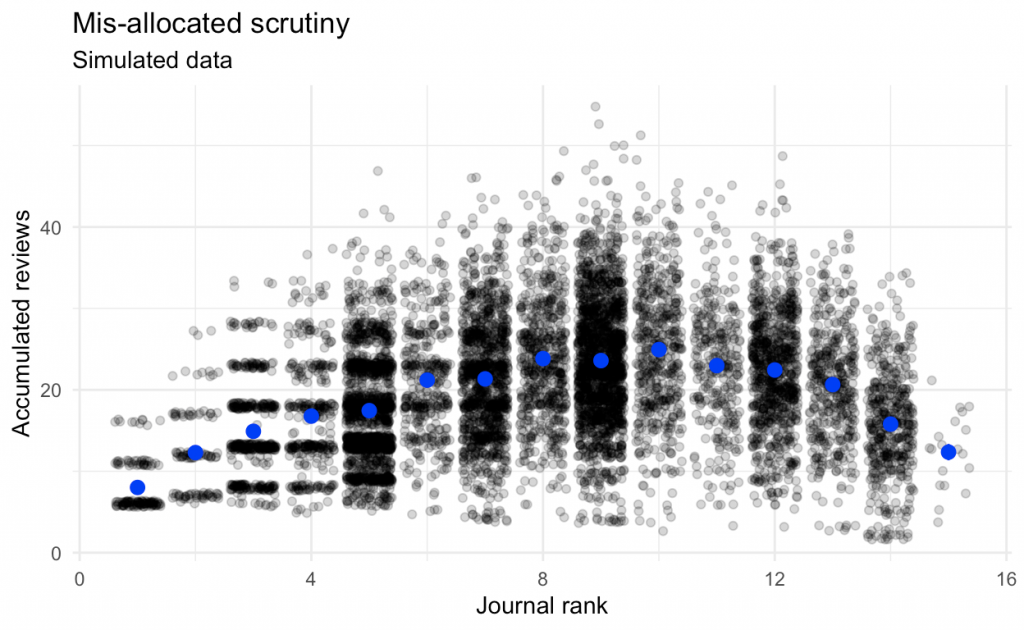 Mis-allocated scrutiny
Simulated data
Accumulated reviews
40
20
0
0 4 8 12 16
Journal rank